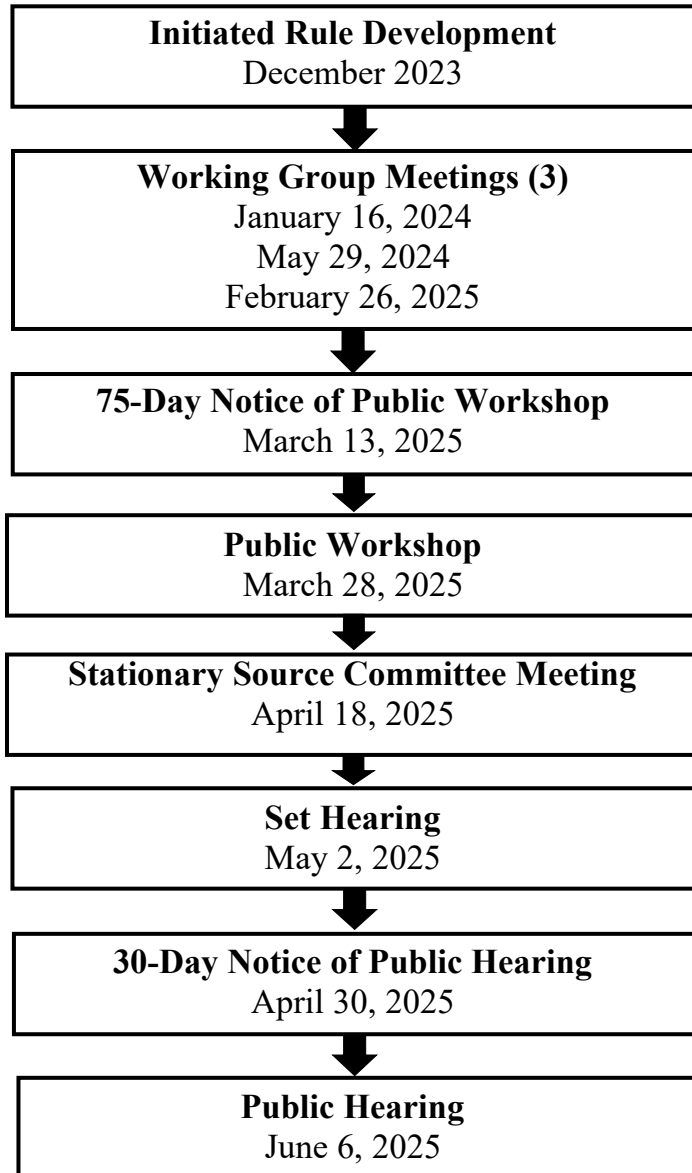 Initiated Rule Development
December 2023
Working Group Meetings (3)
January 16, 2024
May 29, 2024
February 26, 2025
75-Day Notice of Public Workshop
March 13, 2025
Public Workshop
March 28, 2025
Stationary Source Committee Meeting
April 18, 2025
Set Hearing
May 2, 2025
30-Day Notice of Public Hearing
April 30, 2025
Public Hearing
June 6, 2025